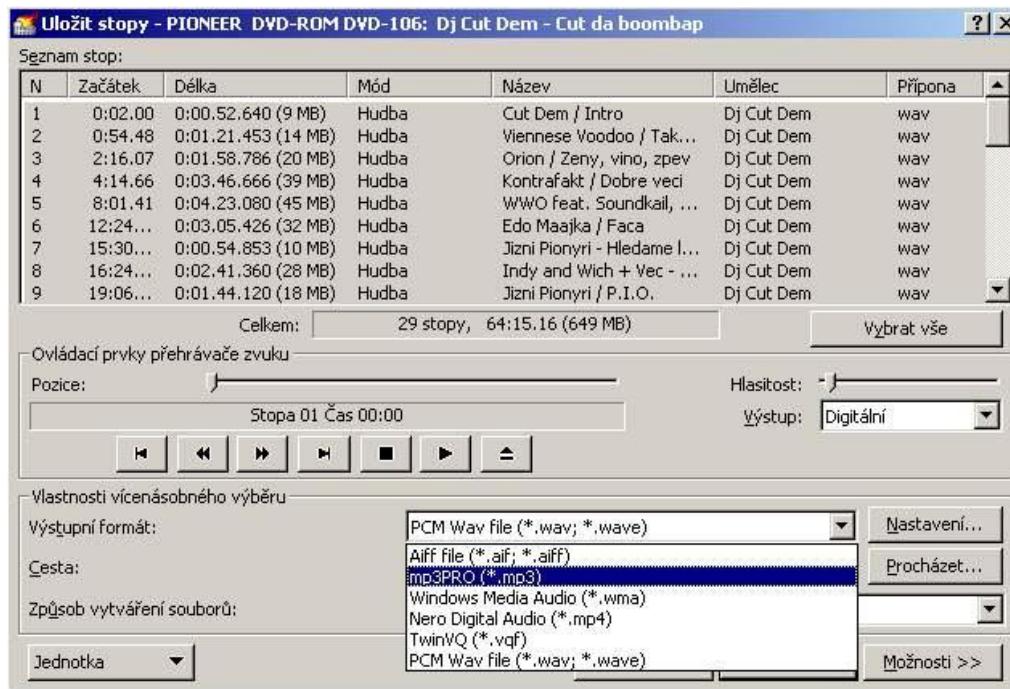 Uložit stopy - PIONEER DVD-ROM DVD-106: Dj Cut Dem - Cut da boombap
Seznam stop:
N Začátek Délka Mód Název Umělec Přípona
1 0:02.00 0:00.52.640 (9 MB) Hudba Cut Dem / Intro Dj Cut Dem wav
2 0:54.48 0:01.21.453 (14 MB) Hudba Viennese Voodoo / Tak... Dj Cut Dem wav
3 2:16.07 0:01.58.786 (20 MB) Hudba Orion / Zeny, vino, zpev Dj Cut Dem wav
4 4:14.66 0:03.46.666 (39 MB) Hudba Kontrafakt / Dobre veci Dj Cut Dem wav
5 8:01.41 0:04.23.080 (45 MB) Hudba WWO feat. Soundkail, ... Dj Cut Dem wav
6 12:24... 0:03.05.426 (32 MB) Hudba Edo Maajka / Faca Dj Cut Dem wav
7 15:30... 0:00.54.853 (10 MB) Hudba Jizni Pionyri - Hledame l... Dj Cut Dem wav
8 16:24... 0:02.41.360 (28 MB) Hudba Indy and Wich + Vec - ... Dj Cut Dem wav
9 19:06... 0:01.44.120 (18 MB) Hudba Jizni Pionyri / P.I.O. Dj Cut Dem wav
Celkem: 29 stopy, 64:15.16 (649 MB) Vybrat vše
Ovládací prvky přehrávače zvuku
Pozice: Hlasitost:
Stopa 01 Čas 00:00 Výstup: Digitální
Vlastnosti vícenásobného výběru
Výstupní formát: PCM Wav file (*.wav; *.wave) Nastavení...
Aiff file (*.aif; *.aiff)
Cesta: mp3PRO (*.mp3) Procházet...
Windows Media Audio (*.wma)
Způsob vytváření souborů: Nero Digital Audio (*.mp4)
TwinVQ (*.vqf)
Jednotka PCM Wav file (*.wav; *.wave) Možnosti >>